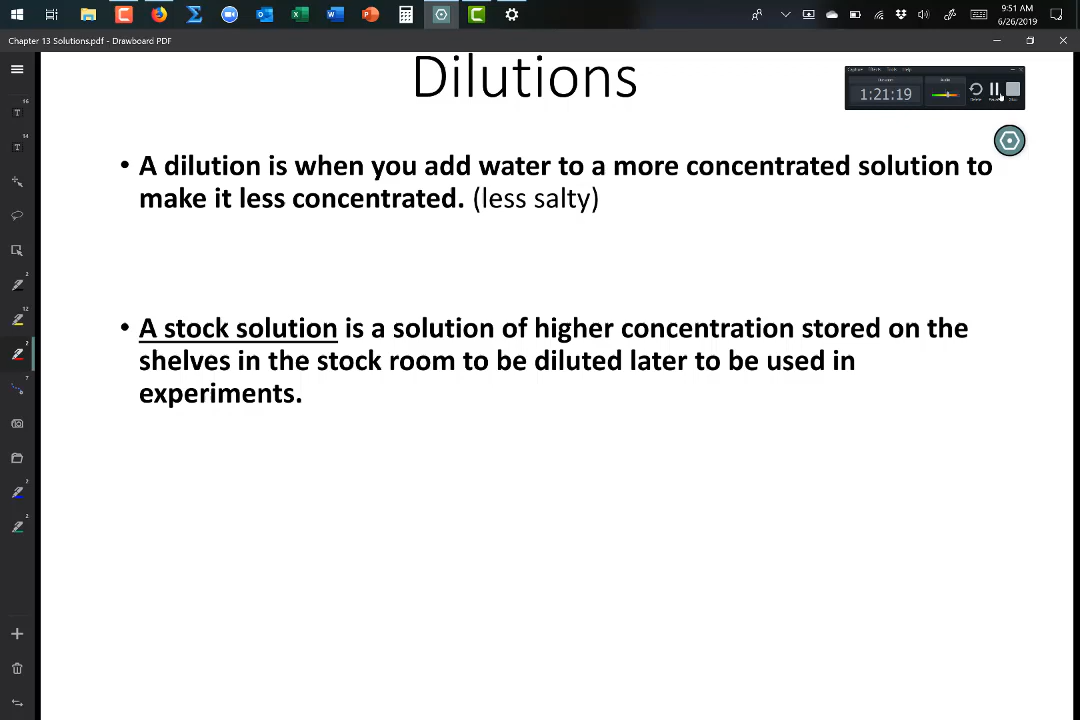 9:51 AM
6/26/2019
Chapter 13 Solutions.pdf - Drawboard PDF
Dilutions
1:21:19
• A dilution is when you add water to a more concentrated solution to
make it less concentrated. (less salty)
• A stock solution is a solution of higher concentration stored on the
shelves in the stock room to be diluted later to be used in
experiments.